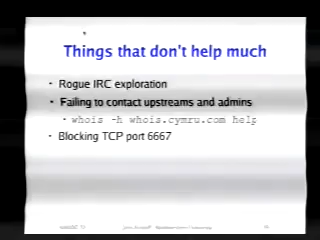 Things that don't help much
• Rogue IRC exploration
• Failing to contact upstreams and admins
• whois -h whois.cymru.com help
• Blocking TCP port 6667